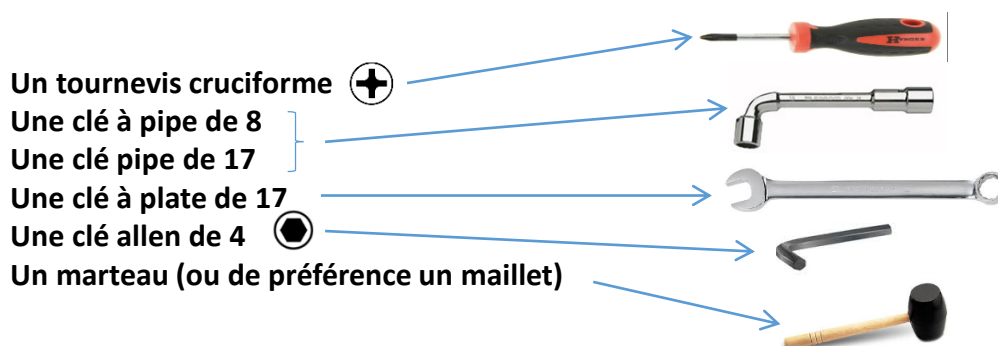 Un tournevis cruciforme
Une clé à pipe de 8
Une clé pipe de 17
Une clé à plate de 17
Une clé allen de 4
Un marteau (ou de préférence un maillet)